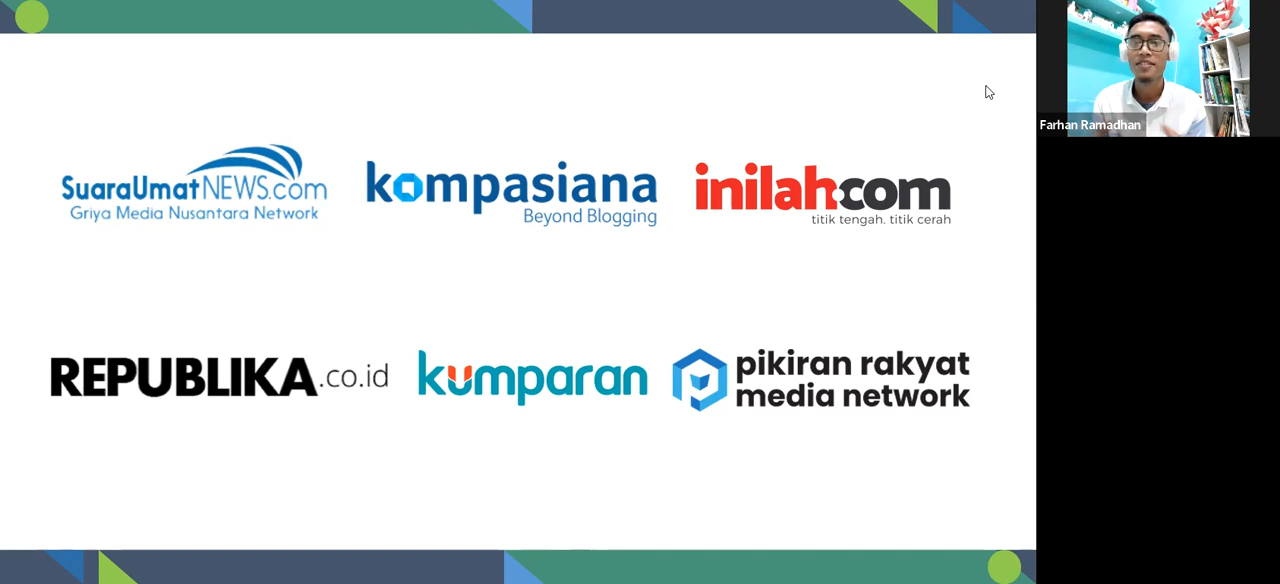 SuaraUmatNEWS.com
Griya Media Nusantara Network
kompasiana
Beyond Blogging
inilah.com
titik tengah. titik cerah
REPUBLIKA.co.id
kumparan
pikiran rakyat
media network
Farhan Ramadhan